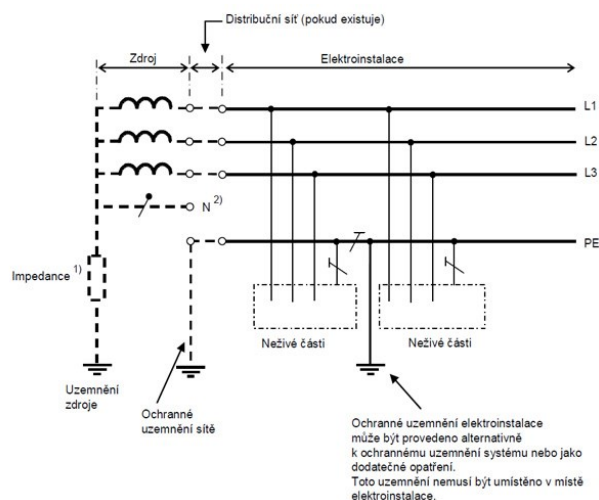 Distribuční síť (pokud existuje)
Zdroj
Elektroinstalace
L1
L2
L3
N 2)
PE
Impedance 1)
Neživé části
Neživé části
Uzemnění
zdroje
Ochranné
uzemnění sítě
Ochranné uzemnění elektroinstalace
může být provedeno alternativně
k ochrannému uzemnění systému nebo jako
dodatečné opatření.
Toto uzemnění nemusí být umístěno v místě
elektroinstalace.